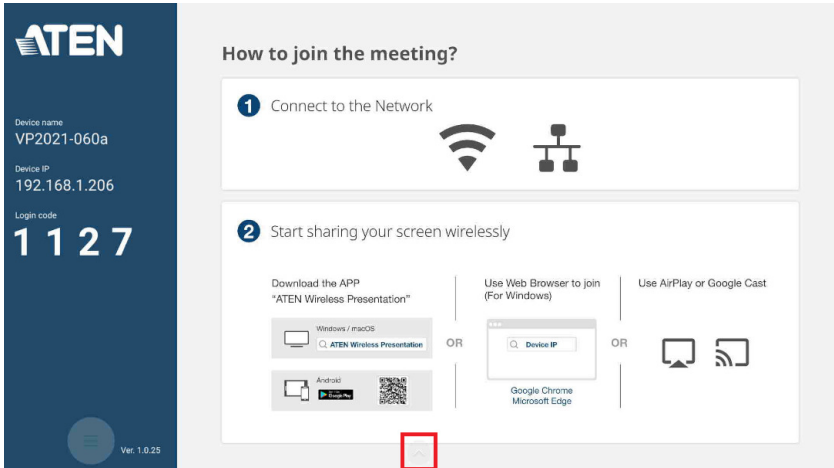 ATEN
Device name
VP2021-060a
Device IP
192.168.1.206
Login code
1 1 2 7
Ver. 1.0.25
How to join the meeting?
1 Connect to the Network
2 Start sharing your screen wirelessly
Download the APP
"ATEN Wireless Presentation"
Windows / macOS
ATEN Wireless Presentation
Android
Google Play
OR
Use Web Browser to join
(For Windows)
Device IP
Google Chrome
Microsoft Edge
OR
Use AirPlay or Google Cast